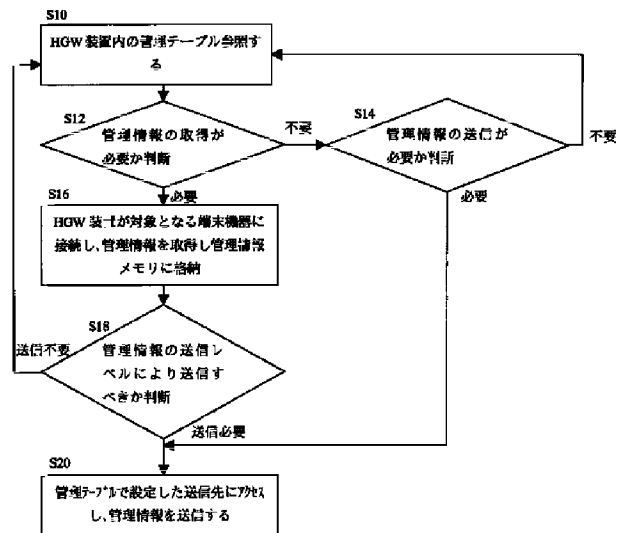 S10
HGW 装置内の管理テーブル参照す
る
S12
管理情報の取得が
必要か判断
不要
S14
管理情報の送信が
必要か判断
不要
必要
必要
S16
HGW 装置が対象となる端末機器に
接続し、管理情報を取得し管理情報
メモリに格納
S18
管理情報の送信レ
ベルにより送信す
べきか判断
送信不要
送信必要
S20
管理テーブルで設定した送信先にアクセス
し、管理情報を送信する